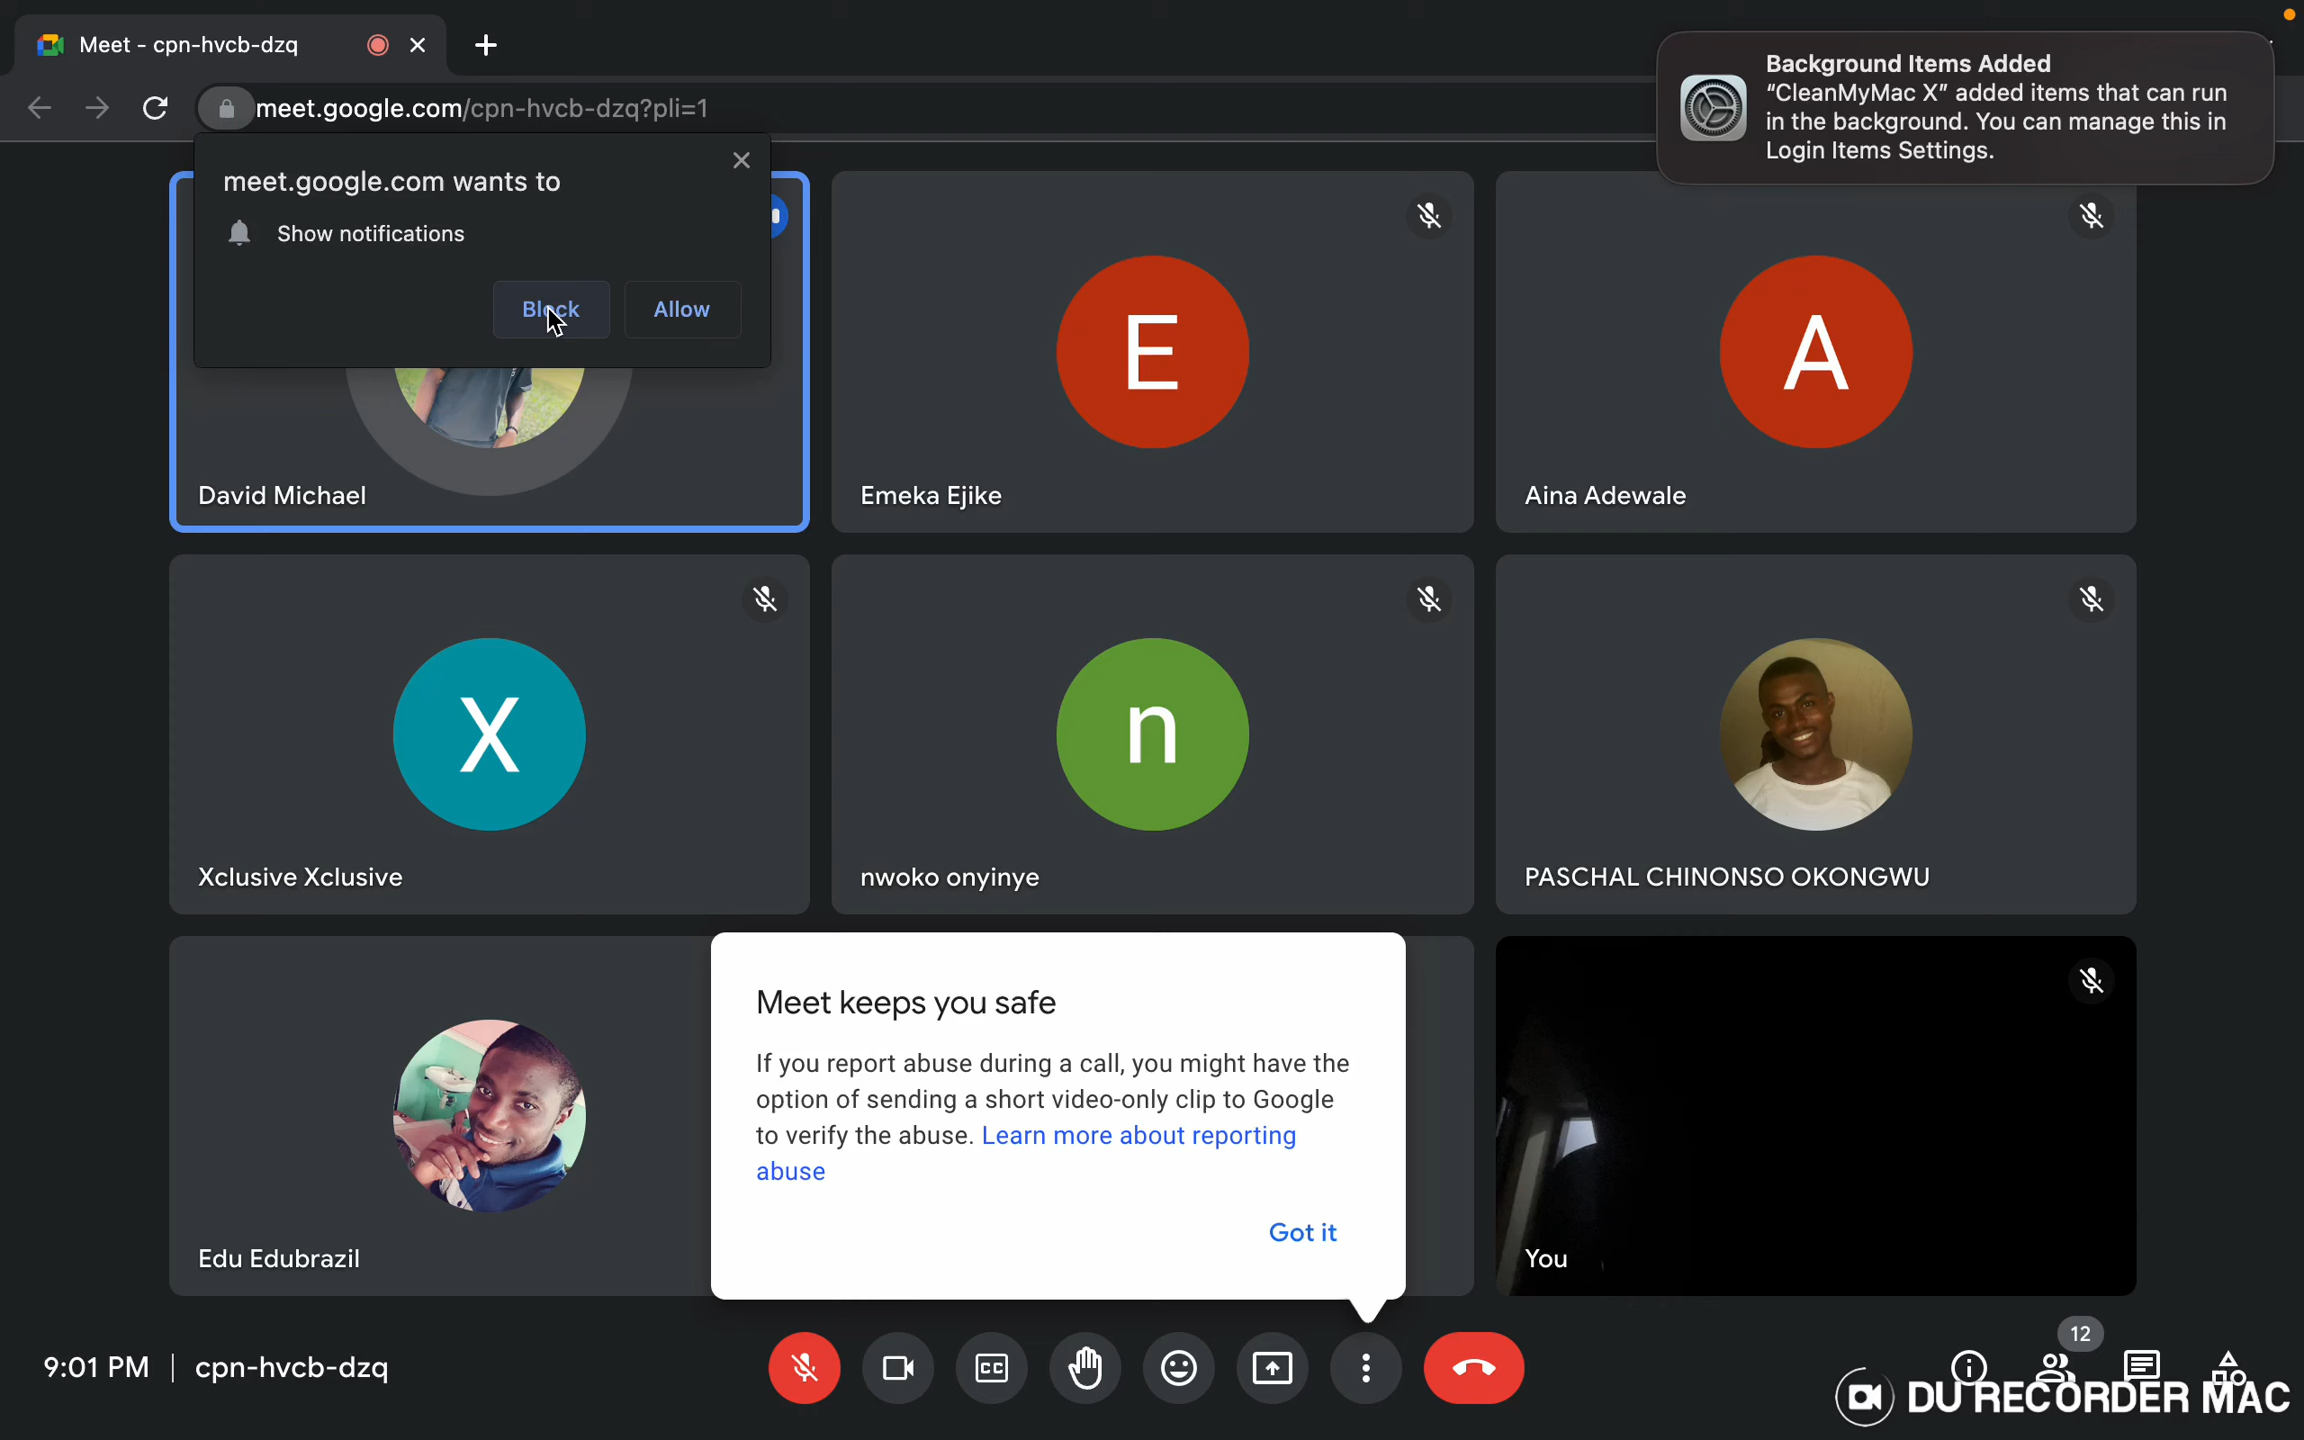 Meet - cpn-hvcb-dzq
meet.google.com/cpn-hvcb-dzq?pli=1
Background Items Added
“CleanMyMac X” added items that can run
in the background. You can manage this in
Login Items Settings.
meet.google.com wants to
Show notifications
Block
Allow
David Michael
E
Emeka Ejike
A
Aina Adewale
X
Xclusive Xclusive
n
nwoko onyinye
PASCHAL CHINONSO OKONGWU
Edu Edubrazil
Meet keeps you safe
If you report abuse during a call, you might have the
option of sending a short video-only clip to Google
to verify the abuse. Learn more about reporting
abuse
Got it
You
9:01 PM | cpn-hvcb-dzq
CC
12
DU RECORDER MAC